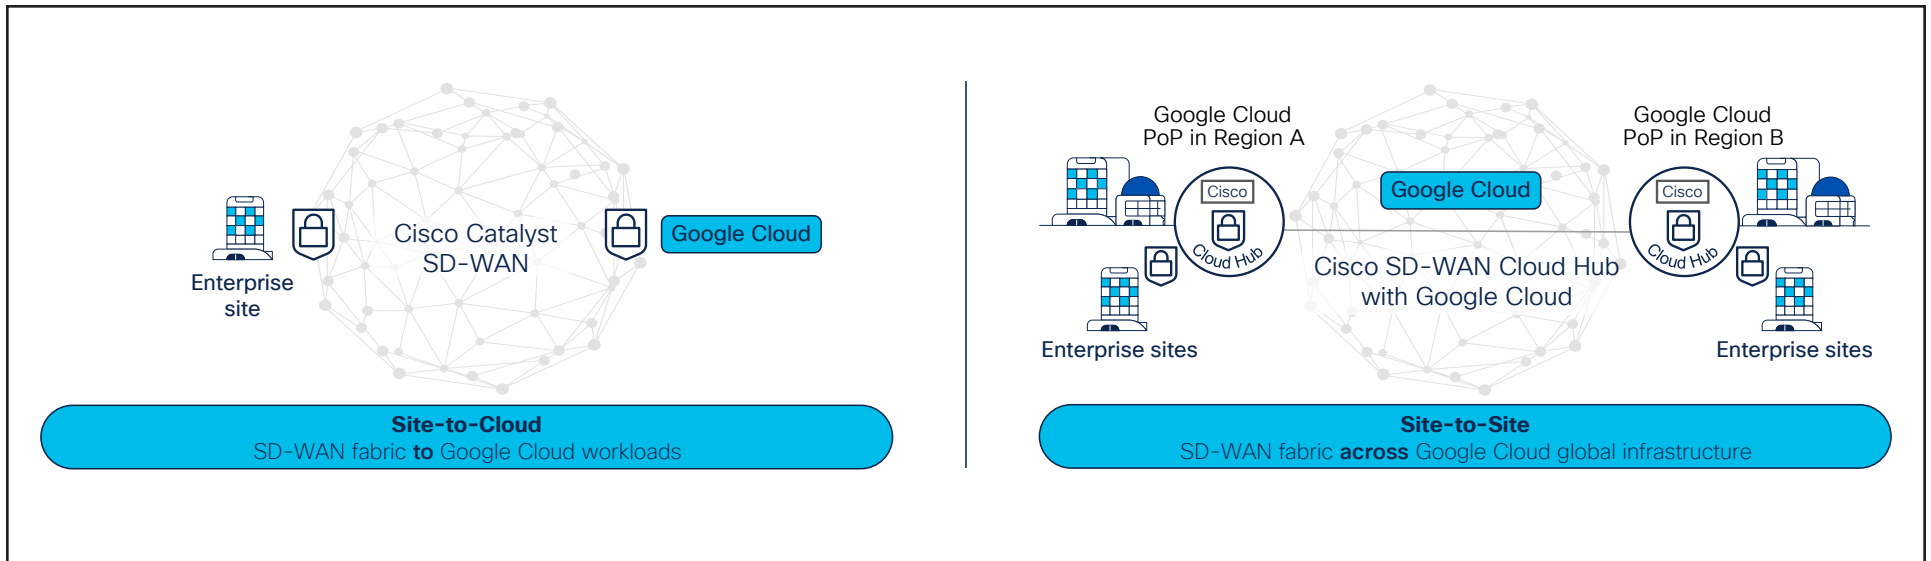 Cisco Catalyst
SD-WAN
Google Cloud
Enterprise
site
Site-to-Cloud
SD-WAN fabric to Google Cloud workloads
Google Cloud
PoP in Region A
Cisco
Cloud Hub
Enterprise sites
Google Cloud
Cisco SD-WAN Cloud Hub
with Google Cloud
Google Cloud
PoP in Region B
Cisco
Cloud Hub
Enterprise sites
Site-to-Site
SD-WAN fabric across Google Cloud global infrastructure